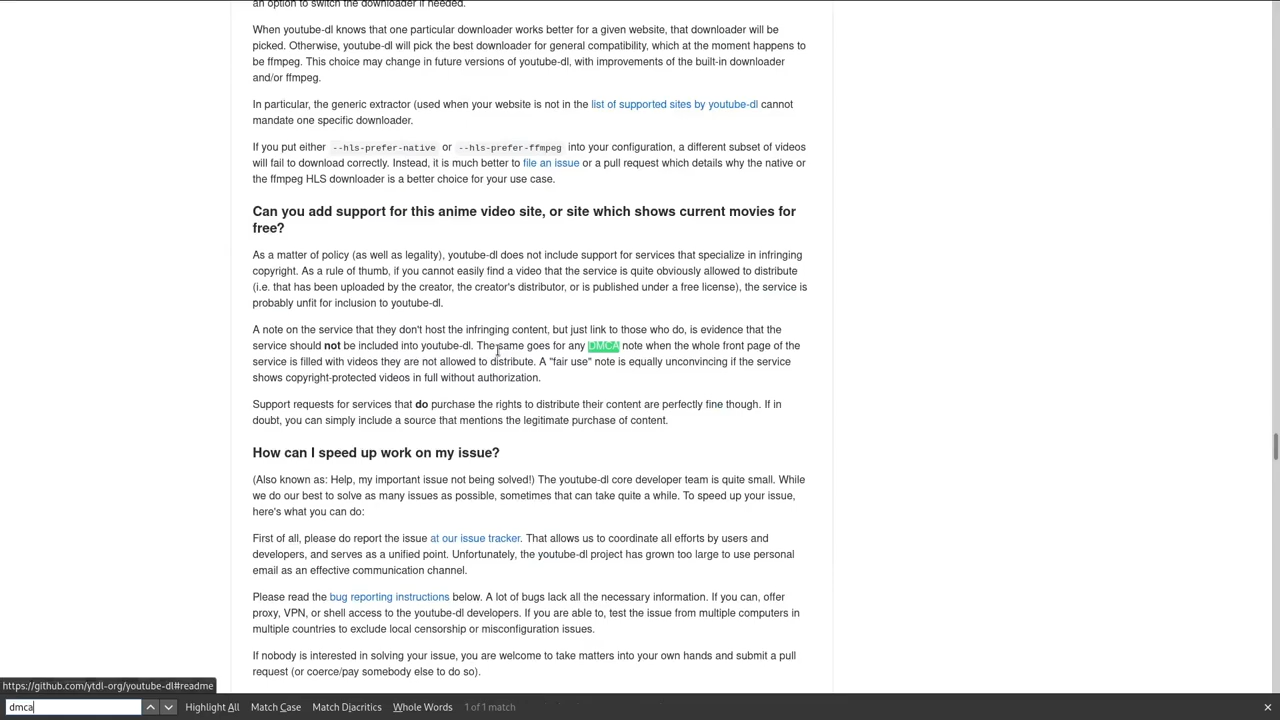 an option to switch the downloader if needed.
When youtube-dl knows that one particular downloader works better for a given website, that downloader will be
picked. Otherwise, youtube-dl will pick the best downloader for general compatibility, which at the moment happens to
be ffmpeg. This choice may change in future versions of youtube-dl, with improvements of the built-in downloader
and/or ffmpeg.
In particular, the generic extractor (used when your website is not in the list of supported sites by youtube-dl cannot
mandate one specific downloader.
If you put either --hls-prefer-native or --hls-prefer-ffmpeg into your configuration, a different subset of videos
will fail to download correctly. Instead, it is much better to file an issue or a pull request which details why the native or
the ffmpeg HLS downloader is a better choice for your use case.
Can you add support for this anime video site, or site which shows current movies for
free?
As a matter of policy (as well as legality), youtube-dl does not include support for services that specialize in infringing
copyright. As a rule of thumb, if you cannot easily find a video that the service is quite obviously allowed to distribute
(i.e. that has been uploaded by the creator, the creator's distributor, or is published under a free license), the service is
probably unfit for inclusion to youtube-dl.
A note on the service that they don't host the infringing content, but just link to those who do, is evidence that the
service should not be included into youtube-dl. The same goes for any DMCA note when the whole front page of the
service is filled with videos they are not allowed to distribute. A "fair use" note is equally unconvincing if the service
shows copyright-protected videos in full without authorization.
Support requests for services that do purchase the rights to distribute their content are perfectly fine though. If in
doubt, you can simply include a source that mentions the legitimate purchase of content.
How can I speed up work on my issue?
(Also known as: Help, my important issue not being solved!) The youtube-dl core developer team is quite small. While
we do our best to solve as many issues as possible, sometimes that can take quite a while. To speed up your issue,
here's what you can do:
First of all, please do report the issue at our issue tracker. That allows us to coordinate all efforts by users and
developers, and serves as a unified point. Unfortunately, the youtube-dl project has grown too large to use personal
email as an effective communication channel.
Please read the bug reporting instructions below. A lot of bugs lack all the necessary information. If you can, offer
proxy, VPN, or shell access to the youtube-dl developers. If you are able to, test the issue from multiple computers in
multiple countries to exclude local censorship or misconfiguration issues.
If nobody is interested in solving your issue, you are welcome to take matters into your own hands and submit a pull
request (or coerce/pay somebody else to do so).
https://github.com/ytdl-org/youtube-dl#readme
dmca Highlight All Match Case Match Diacritics Whole Words 1 of 1 match